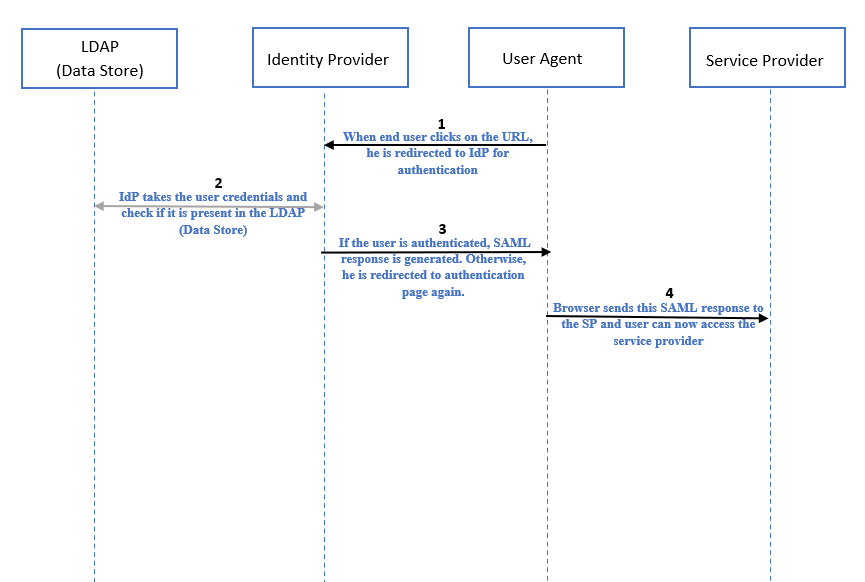 LDAP
(Data Store)
Identity Provider
User Agent
Service Provider
1
When end user clicks on the URL,
he is redirected to IdP for
authentication
2
IdP takes the user credentials and
check if it is present in the LDAP
(Data Store)
3
If the user is authenticated, SAML
response is generated. Otherwise,
he is redirected to authentication
page again.
4
Browser sends this SAML response to
the SP and user can now access the
service provider